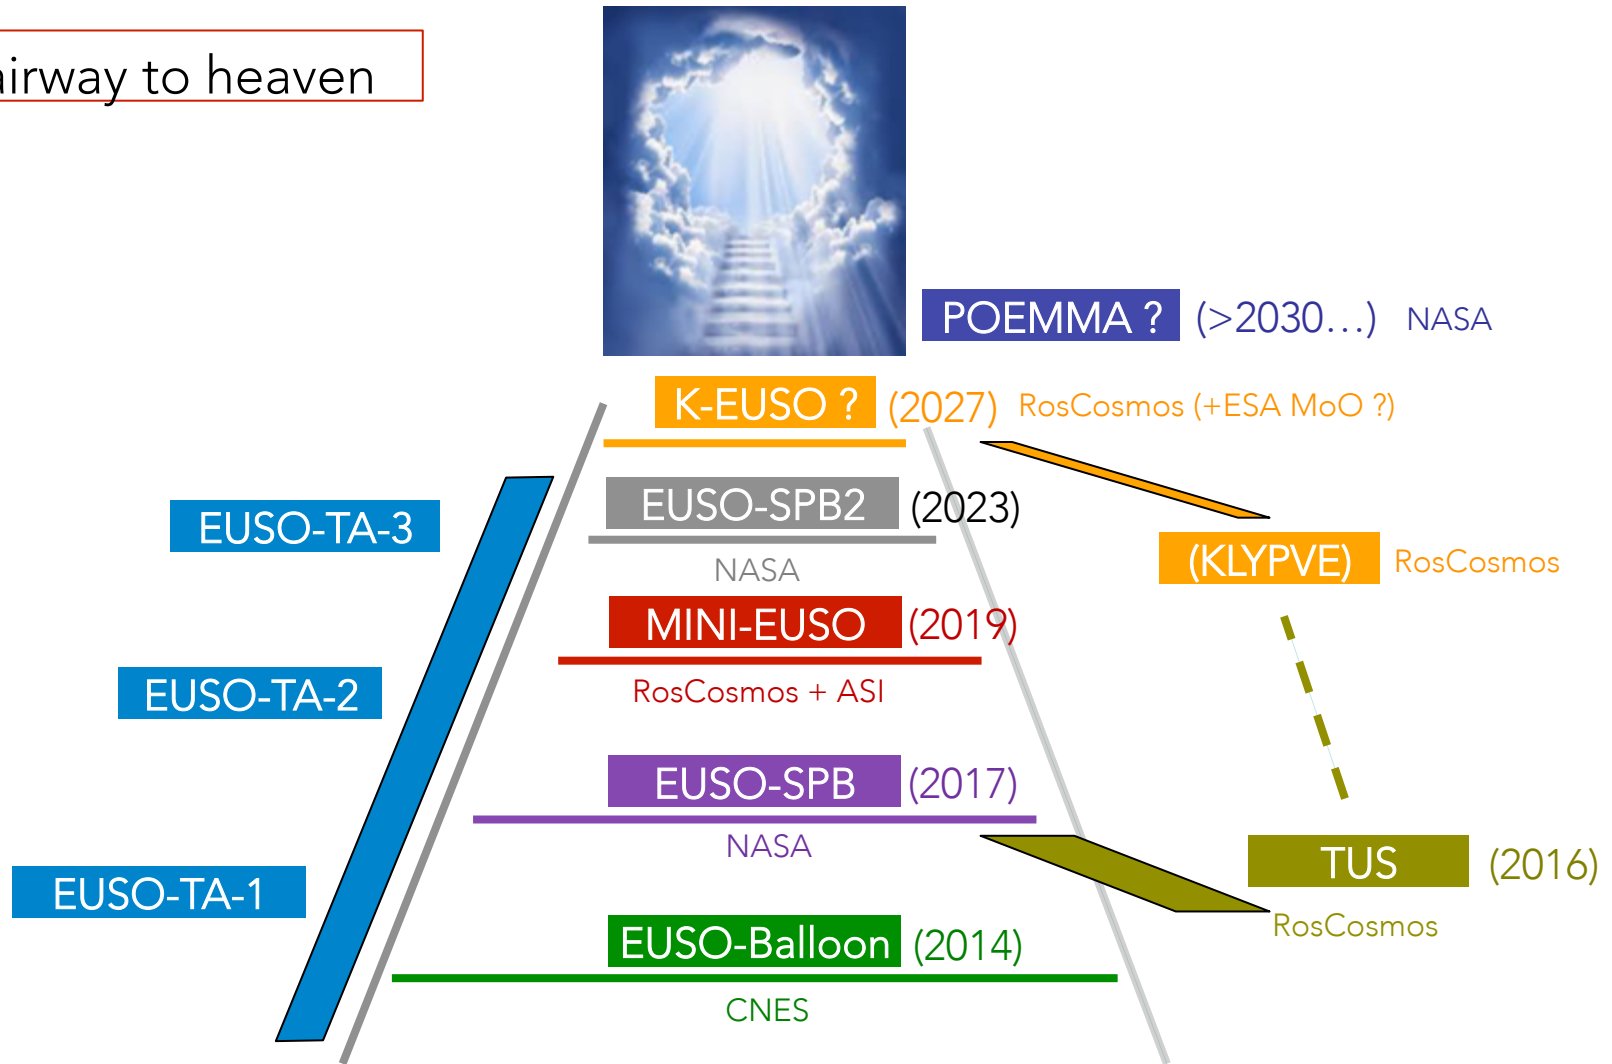 airway to heaven
POEMMA ? (>2030...) NASA
K-EUSO ? (2027) RosCosmos (+ESA MoO ?)
EUSO-TA-3
EUSO-SPB2 (2023)
NASA
(KLYPVE) RosCosmos
MINI-EUSO (2019)
RosCosmos + ASI
EUSO-TA-2
EUSO-SPB (2017)
NASA
TUS (2016)
RosCosmos
EUSO-TA-1
EUSO-Balloon (2014)
CNES